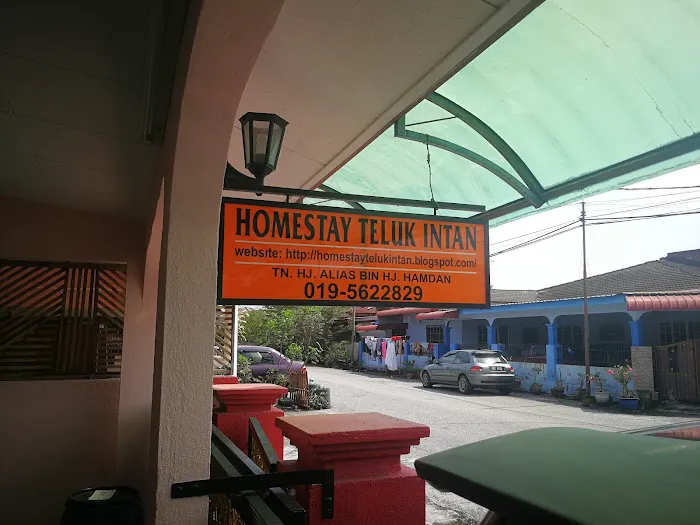 HOMESTAY TELUK INTAN
website: http://homestaytelukintan.blogspot.com/
TN. HJ. ALIAS BIN HJ. HAMDAN
019-5622829